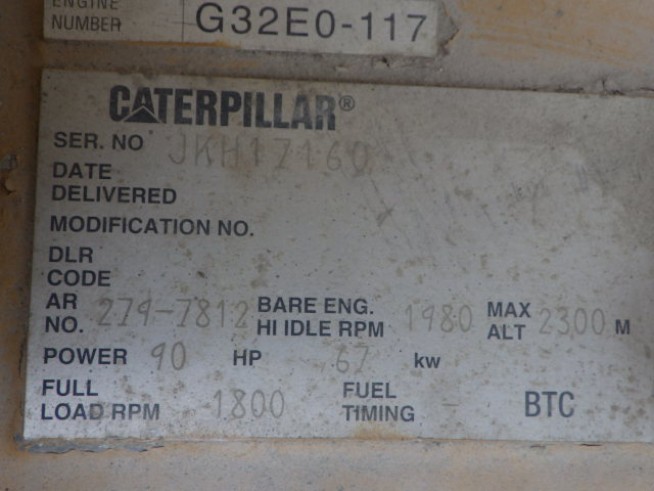 ENGINE
NUMBER G32E0-117
CATERPILLAR®
SER. NO JKH17160
DATE
DELIVERED
MODIFICATION NO.
DLR
CODE
AR
NO. 279-7812 BARE ENG.
HI IDLE RPM 1980 MAX
ALT 2300 M
POWER 90 HP 67 kw
FULL
LOAD RPM 1800 FUEL
TIMING - BTC